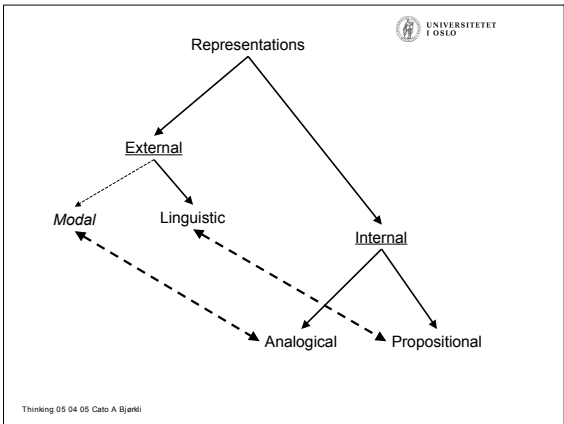 UNIVERSITETET
I OSLO
Representations
External
Modal
Linguistic
Internal
Analogical
Propositional
Thinking 05 04 05 Cato A Bjørkli